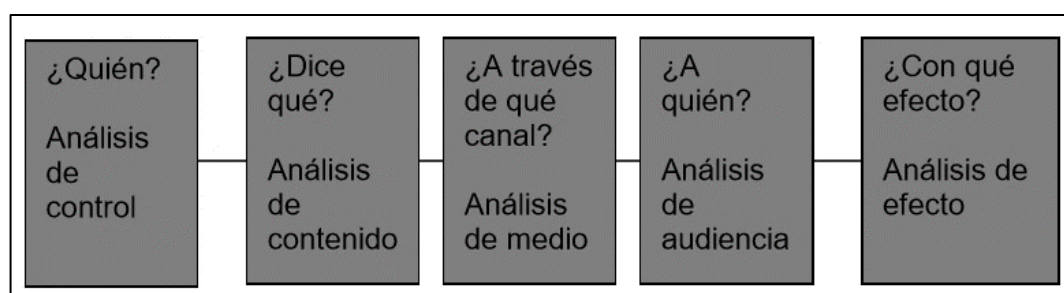 ¿Quién?
Análisis
de
control
¿Dice
qué?
Análisis
de
contenido
¿A través
de qué
canal?
Análisis
de medio
¿A
quién?
Análisis
de
audiencia
¿Con qué
efecto?
Análisis de
efecto